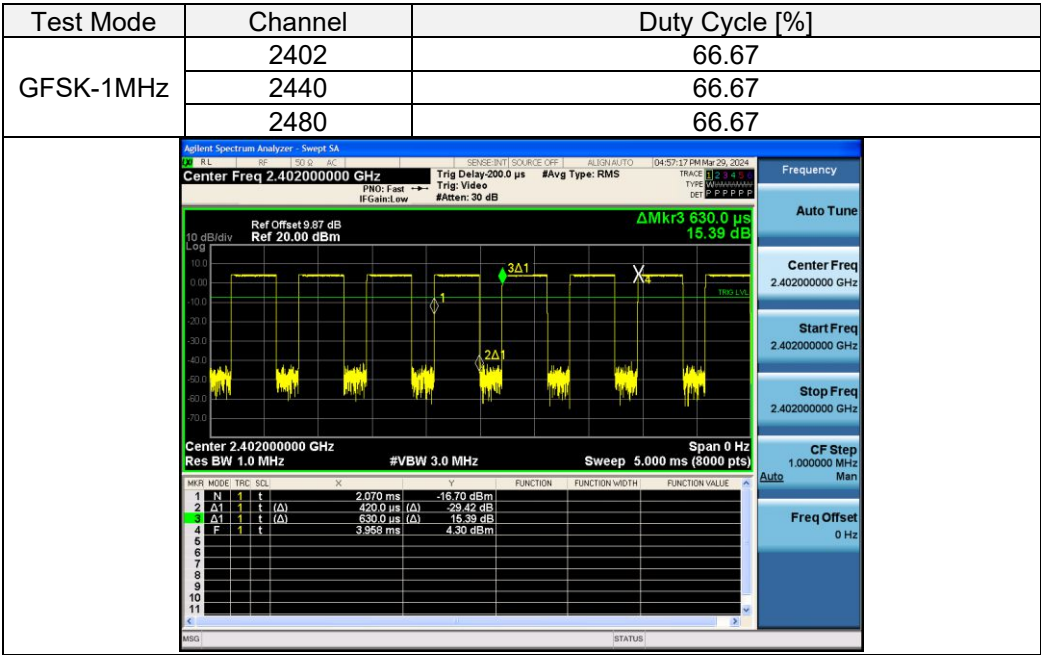 Test Mode Channel Duty Cycle [%]
GFSK-1MHz
2402 66.67
2440 66.67
2480 66.67
Agilent Spectrum Analyzer - Swept SA
RL RF 50 Ω AC SENSE:INT SOURCE OFF ALIGN AUTO 04:57:17 PM Mar 29, 2024
Center Freq 2.402000000 GHz
PNO: Fast
IFGain:Low
Trig Delay-200.0 µs #Avg Type: RMS
Trig: Video
#Atten: 30 dB
TRACE 1 2 3 4 5 6
TYPE
DET P P P P P P
Frequency
ΔMkr3 630.0 µs
15.39 dB
Ref Offset 9.87 dB
10 dB/div Ref 20.00 dBm
Log
10.0
0.00
-10.0
-20.0
-30.0
-40.0
-50.0
-60.0
-70.0
1
2Δ1
3Δ1
4
TRIG LVL
Center 2.402000000 GHz Span 0 Hz
Res BW 1.0 MHz #VBW 3.0 MHz Sweep 5.000 ms (8000 pts)
MKR MODE TRC SCL X Y FUNCTION FUNCTION WIDTH FUNCTION VALUE
1 N 1 t 2.070 ms -16.70 dBm
2 Δ1 1 t (Δ) 420.0 µs (Δ) -29.42 dB
3 Δ1 1 t (Δ) 630.0 µs (Δ) 15.39 dB
4 F 1 t 3.958 ms 4.30 dBm
5
6
7
8
9
10
11
MSG STATUS
Auto Tune
Center Freq
2.402000000 GHz
Start Freq
2.402000000 GHz
Stop Freq
2.402000000 GHz
CF Step
1.000000 MHz
Auto Man
Freq Offset
0 Hz